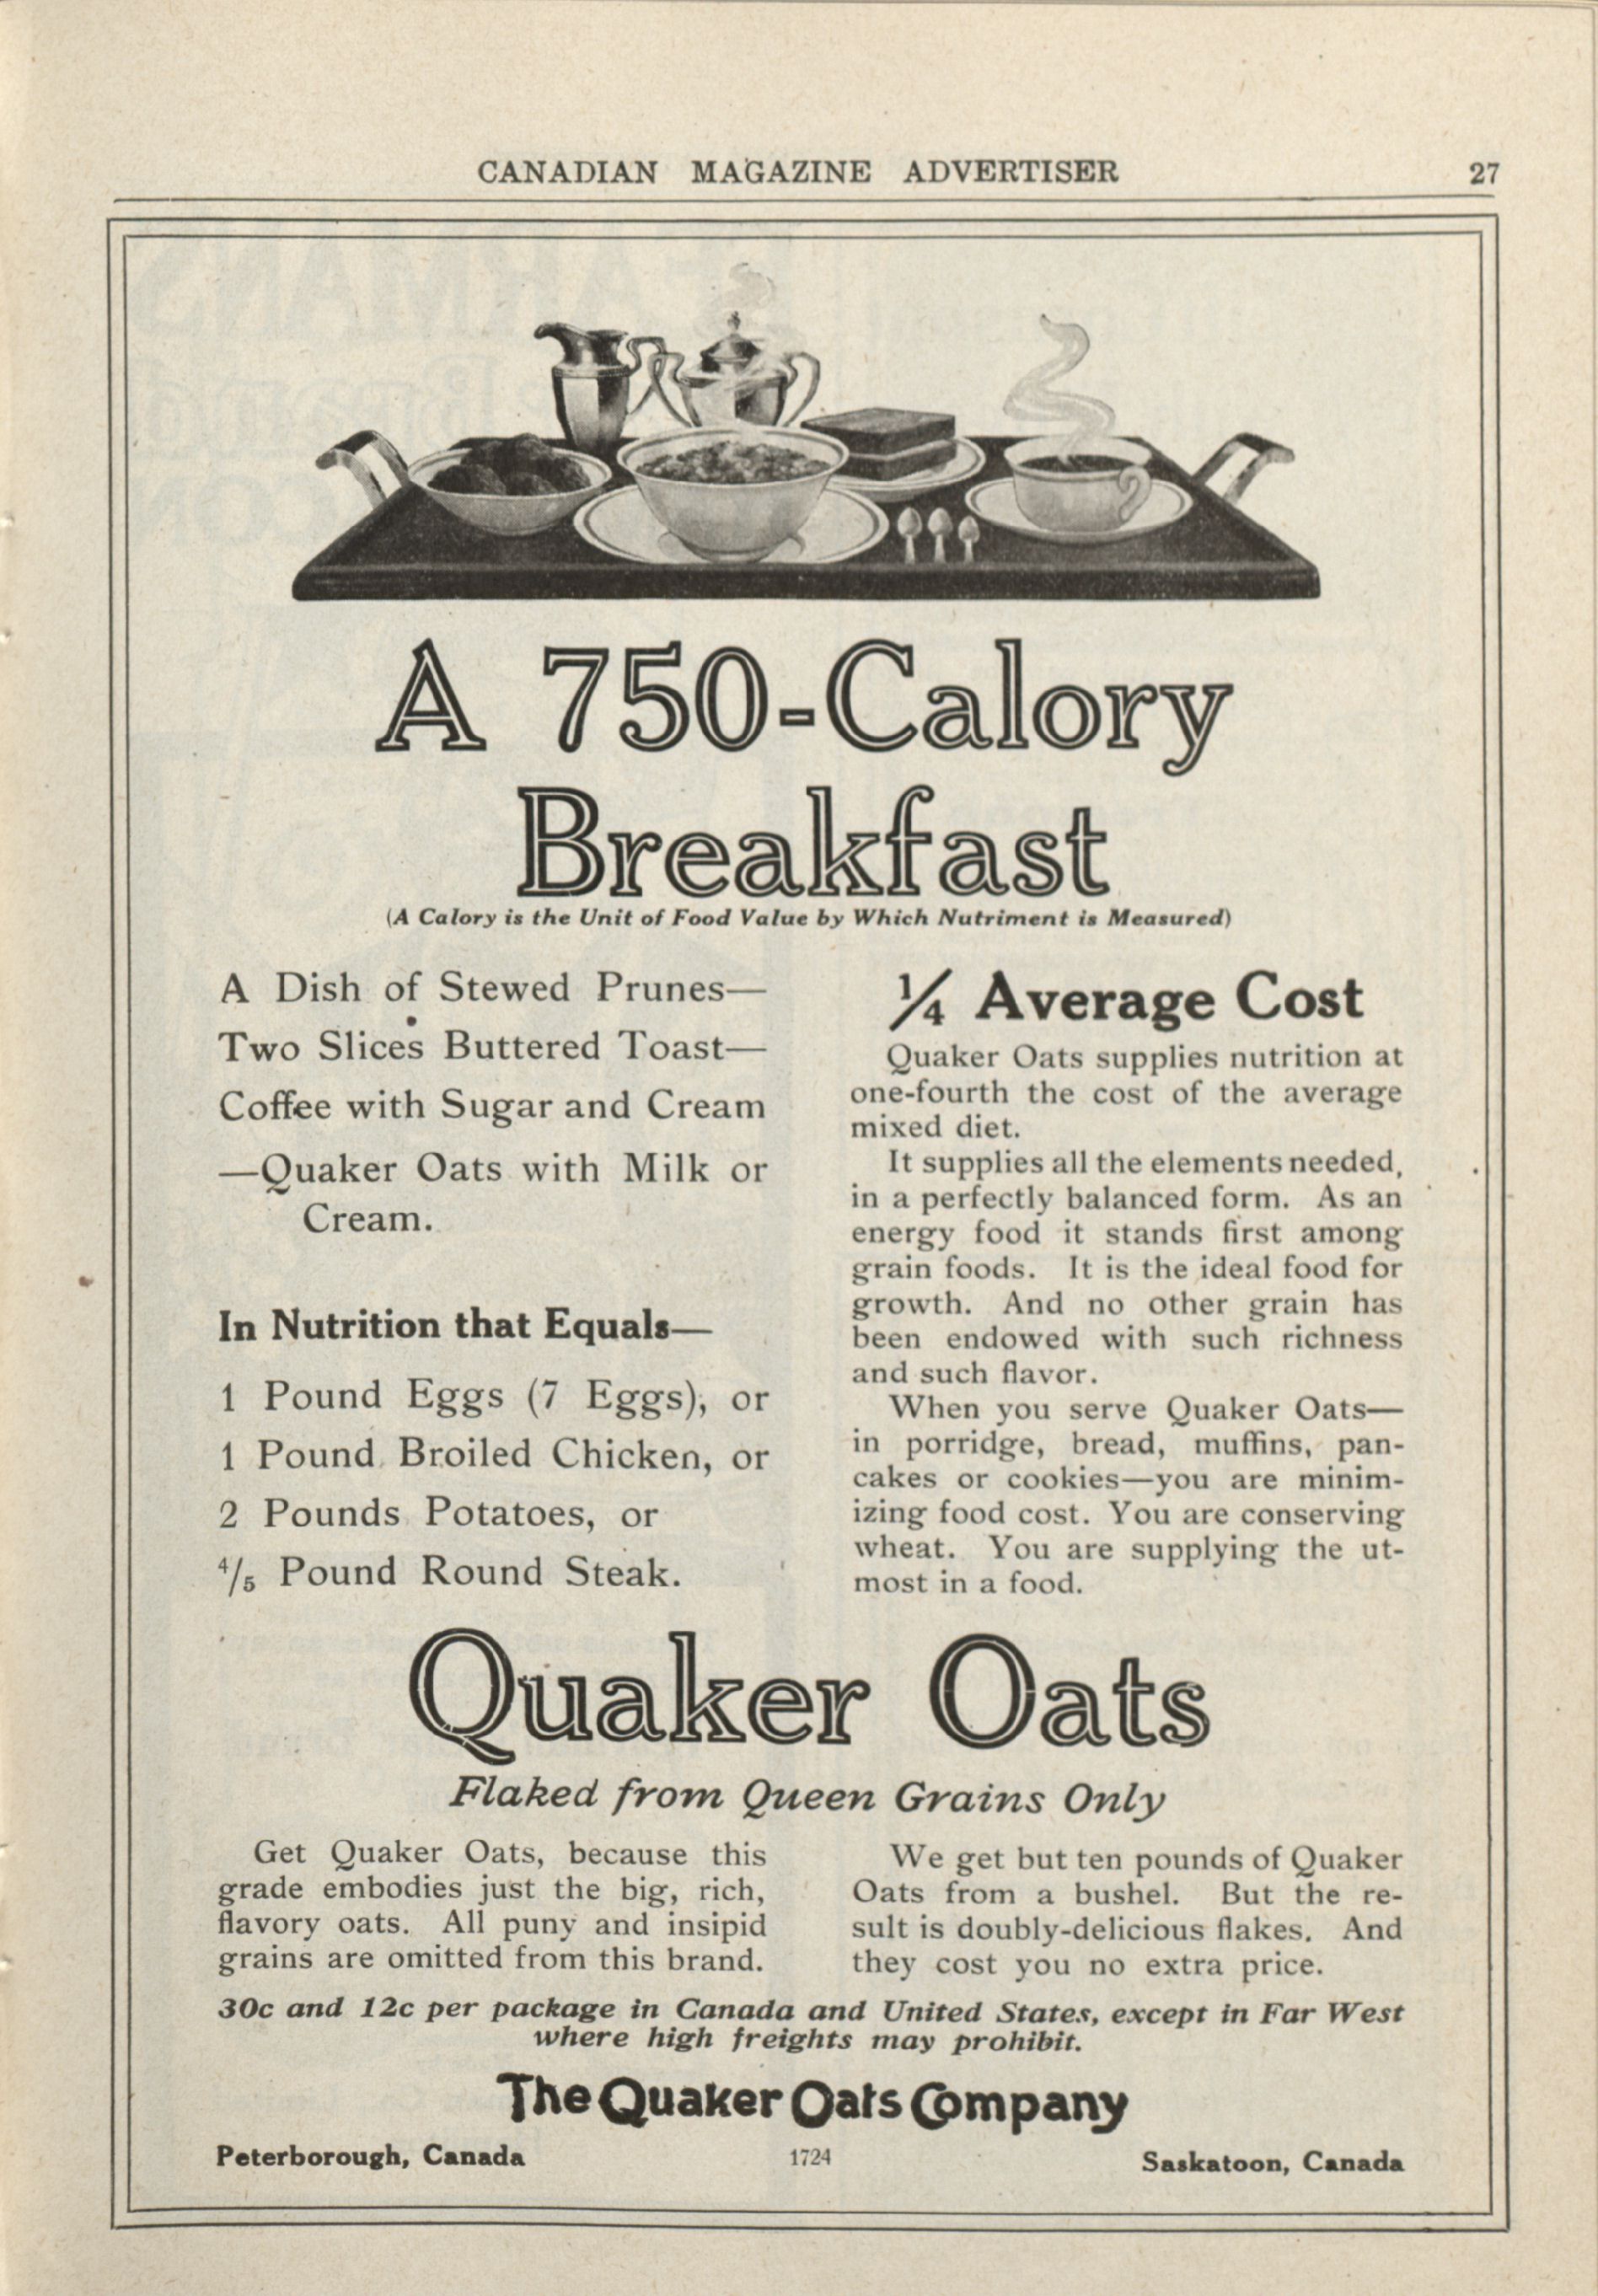 CANADIAN MAGAZINE ADVERTISER 27
A 750-Calory
Breakfast
(A Calory is the Unit of Food Value by Which Nutriment is Measured)
A Dish of Stewed Prunes—
Two Slices Buttered Toast—
Coffee with Sugar and Cream
—Quaker Oats with Milk or
Cream.
In Nutrition that Equals—
1 Pound Eggs (7 Eggs), or
1 Pound Broiled Chicken, or
2 Pounds Potatoes, or
4/5 Pound Round Steak.
¼ Average Cost
Quaker Oats supplies nutrition at
one-fourth the cost of the average
mixed diet.
It supplies all the elements needed,
in a perfectly balanced form. As an
energy food it stands first among
grain foods. It is the ideal food for
growth. And no other grain has
been endowed with such richness
and such flavor.
When you serve Quaker Oats—
in porridge, bread, muffins, pan-
cakes or cookies—you are minim-
izing food cost. You are conserving
wheat. You are supplying the ut-
most in a food.
Quaker Oats
Flaked from Queen Grains Only
Get Quaker Oats, because this
grade embodies just the big, rich,
flavory oats. All puny and insipid
grains are omitted from this brand.
We get but ten pounds of Quaker
Oats from a bushel. But the re-
sult is doubly-delicious flakes. And
they cost you no extra price.
30c and 12c per package in Canada and United States, except in Far West
where high freights may prohibit.
The Quaker Oats Company
Peterborough, Canada 1724 Saskatoon, Canada